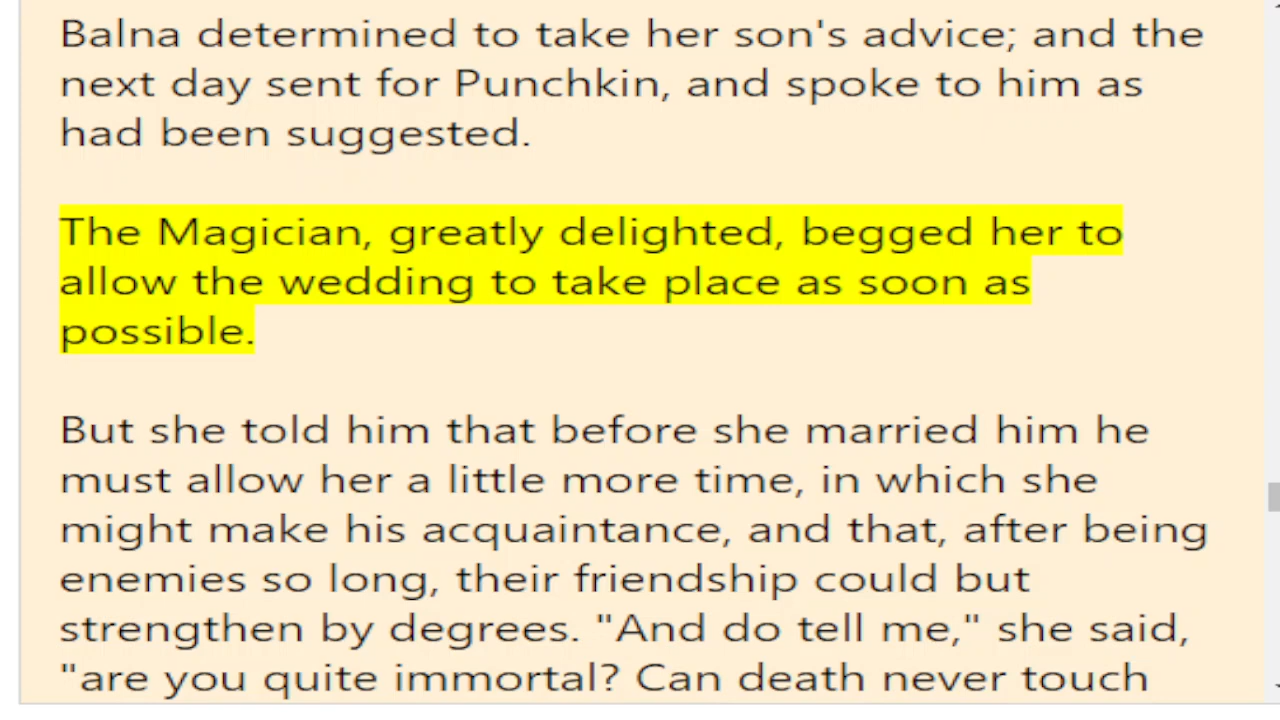 Balna determined to take her son's advice; and the
next day sent for Punchkin, and spoke to him as
had been suggested.
The Magician, greatly delighted, begged her to
allow the wedding to take place as soon as
possible.
But she told him that before she married him he
must allow her a little more time, in which she
might make his acquaintance, and that, after being
enemies so long, their friendship could but
strengthen by degrees. "And do tell me," she said,
"are you quite immortal? Can death never touch